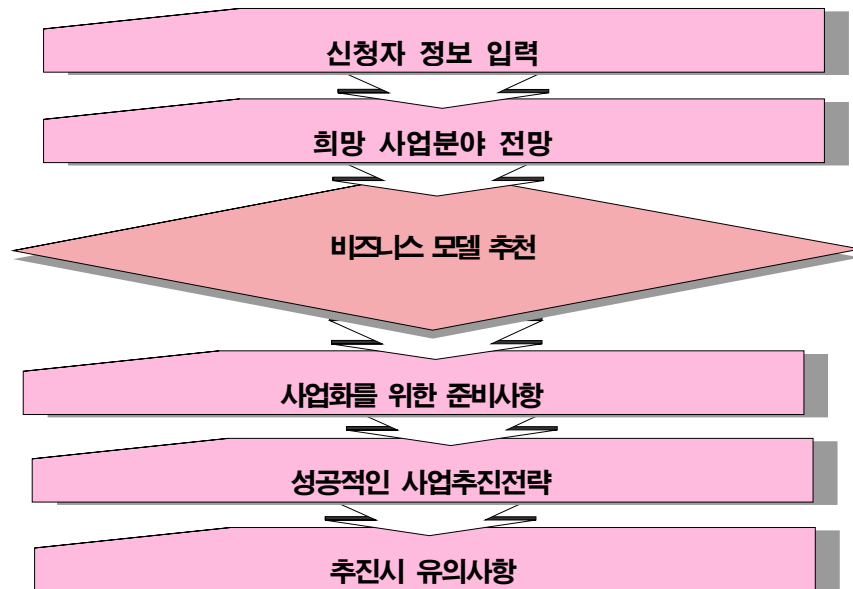 신청자 정보 입력
희망 사업분야 전망
비즈니스 모델 추천
사업화를 위한 준비사항
성공적인 사업추진전략
추진시 유의사항